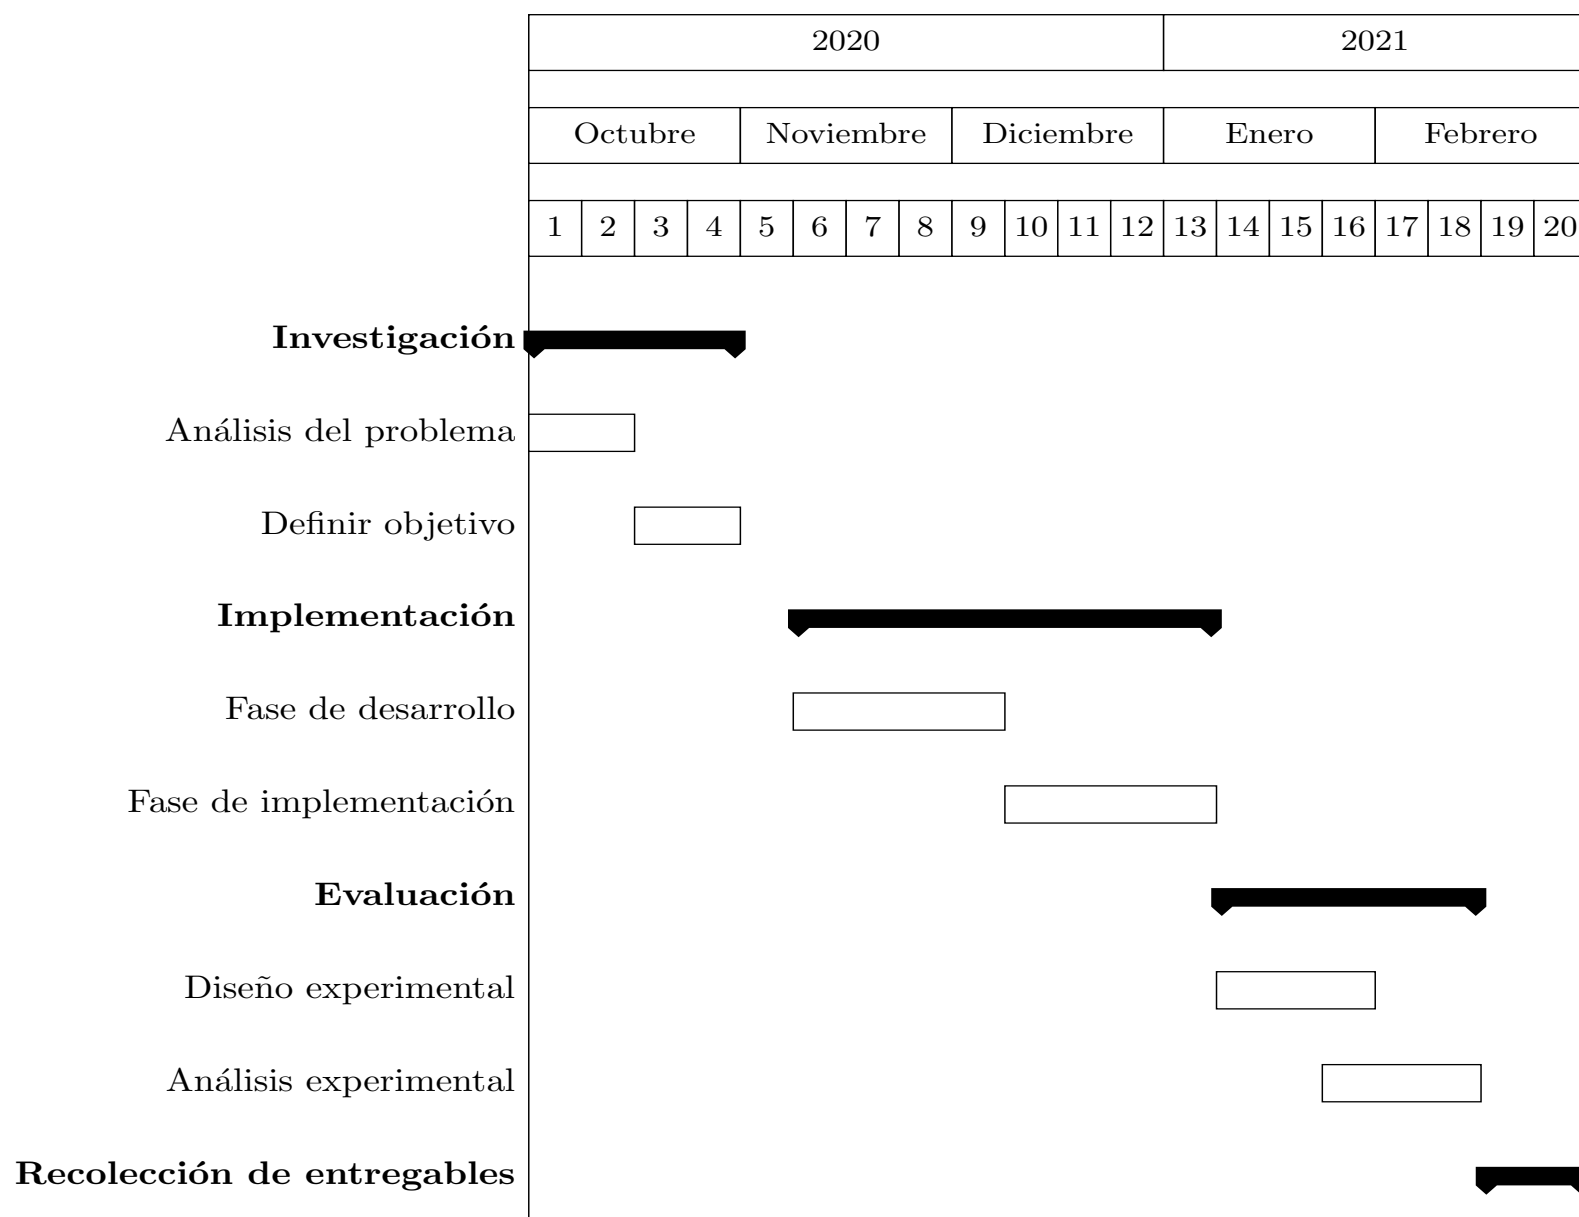 2020 2021
Octubre Noviembre Diciembre Enero Febrero
1 2 3 4 5 6 7 8 9 10 11 12 13 14 15 16 17 18 19 20
Investigación
Análisis del problema
Definir objetivo
Implementación
Fase de desarrollo
Fase de implementación
Evaluación
Diseño experimental
Análisis experimental
Recolección de entregables